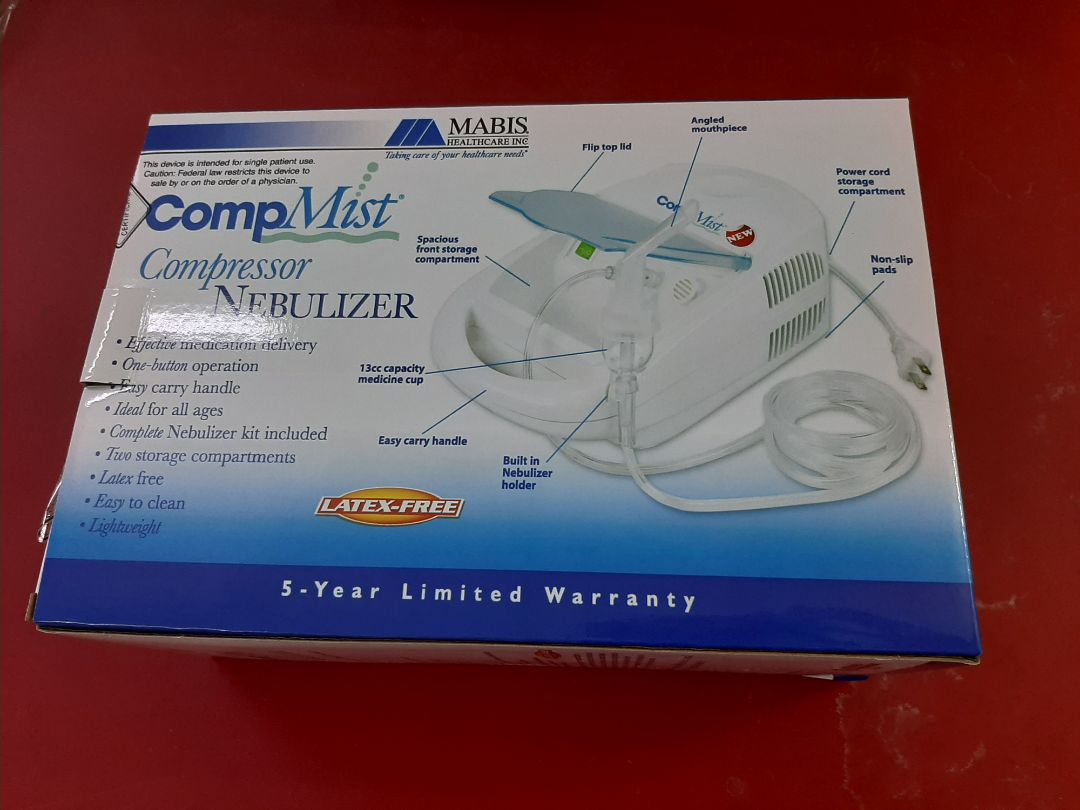 MABIS
HEALTHCARE INC
Taking care of your healthcare needs®
This device is intended for single patient use.
Caution: Federal law restricts this device to
sale by or on the order of a physician.
CompMist®
Compressor
NEBULIZER
• Effective medication delivery
• One-button operation
• Easy carry handle
• Ideal for all ages
• Complete Nebulizer kit included
• Two storage compartments
• Latex free
• Easy to clean
• Lightweight
Angled
mouthpiece
Flip top lid
Power cord
storage
compartment
Spacious
front storage
compartment
Mist
NEW
Non-slip
pads
13cc capacity
medicine cup
Easy carry handle
Built in
Nebulizer
holder
LATEX-FREE
5-Year Limited Warranty